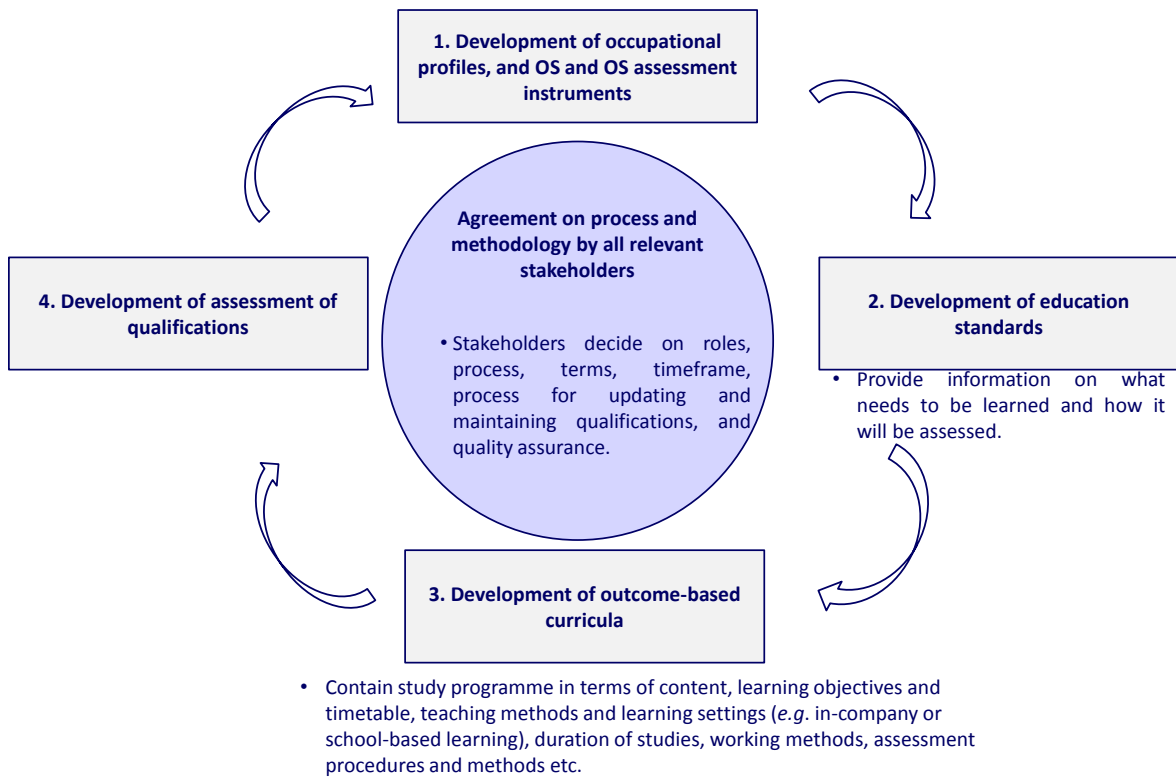 1. Development of occupational
profiles, and OS and OS assessment
instruments
Agreement on process and
methodology by all relevant
stakeholders
• Stakeholders decide on roles,
process, terms, timeframe,
process for updating and
maintaining qualifications, and
quality assurance.
4. Development of assessment of
qualifications
2. Development of education
standards
• Provide information on what
needs to be learned and how it
will be assessed.
3. Development of outcome-based
curricula
• Contain study programme in terms of content, learning objectives and
timetable, teaching methods and learning settings (e.g. in-company or
school-based learning), duration of studies, working methods, assessment
procedures and methods etc.